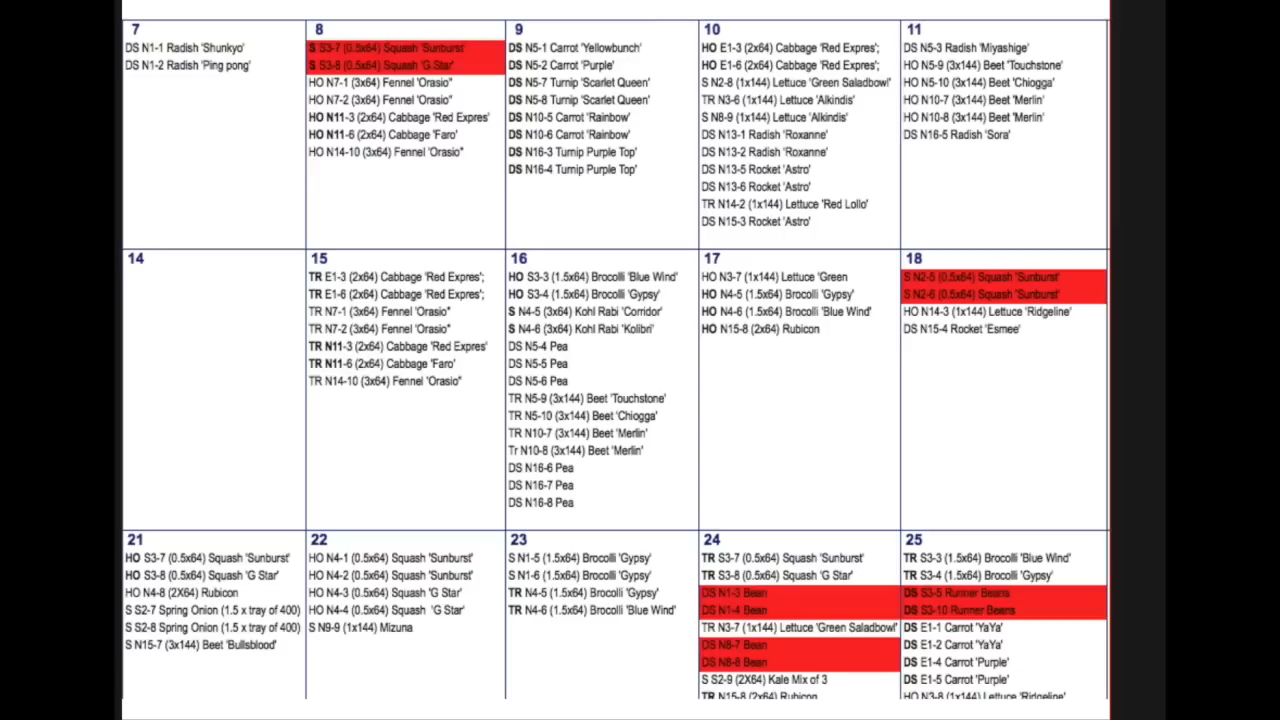 7
DS N1-1 Radish 'Shunkyo'
DS N1-2 Radish 'Ping pong'
8
S S3-7 (0.5x64) Squash 'Sunburst'
S S3-8 (0.5x64) Squash 'G Star'
HO N7-1 (3x64) Fennel 'Orasio"
HO N7-2 (3x64) Fennel 'Orasio"
HO N11-3 (2x64) Cabbage 'Red Expres'
HO N11-6 (2x64) Cabbage 'Faro'
HO N14-10 (3x64) Fennel 'Orasio"
9
DS N5-1 Carrot 'Yellowbunch'
DS N5-2 Carrot 'Purple'
DS N5-7 Turnip 'Scarlet Queen'
DS N5-8 Turnip 'Scarlet Queen'
DS N10-5 Carrot 'Rainbow'
DS N10-6 Carrot 'Rainbow'
DS N16-3 Turnip Purple Top'
DS N16-4 Turnip Purple Top'
10
HO E1-3 (2x64) Cabbage 'Red Expres';
HO E1-6 (2x64) Cabbage 'Red Expres';
S N2-8 (1x144) Lettuce 'Green Saladbowl'
TR N3-6 (1x144) Lettuce 'Alkindis'
S N8-9 (1x144) Lettuce 'Alkindis'
DS N13-1 Radish 'Roxanne'
DS N13-2 Radish 'Roxanne'
DS N13-5 Rocket 'Astro'
DS N13-6 Rocket 'Astro'
TR N14-2 (1x144) Lettuce 'Red Lollo'
DS N15-3 Rocket 'Astro'
11
DS N5-3 Radish 'Miyashige'
HO N5-9 (3x144) Beet 'Touchstone'
HO N5-10 (3x144) Beet 'Chiogga'
HO N10-7 (3x144) Beet 'Merlin'
HO N10-8 (3x144) Beet 'Merlin'
DS N16-5 Radish 'Sora'
14
15
TR E1-3 (2x64) Cabbage 'Red Expres';
TR E1-6 (2x64) Cabbage 'Red Expres';
TR N7-1 (3x64) Fennel 'Orasio"
TR N7-2 (3x64) Fennel 'Orasio"
TR N11-3 (2x64) Cabbage 'Red Expres'
TR N11-6 (2x64) Cabbage 'Faro'
TR N14-10 (3x64) Fennel 'Orasio"
16
HO S3-3 (1.5x64) Brocolli 'Blue Wind'
HO S3-4 (1.5x64) Brocolli 'Gypsy'
S N4-5 (3x64) Kohl Rabi 'Corridor'
S N4-6 (3x64) Kohl Rabi 'Kolibri'
DS N5-4 Pea
DS N5-5 Pea
DS N5-6 Pea
TR N5-9 (3x144) Beet 'Touchstone'
TR N5-10 (3x144) Beet 'Chiogga'
TR N10-7 (3x144) Beet 'Merlin'
Tr N10-8 (3x144) Beet 'Merlin'
DS N16-6 Pea
DS N16-7 Pea
DS N16-8 Pea
17
HO N3-7 (1x144) Lettuce 'Green
HO N4-5 (1.5x64) Brocolli 'Gypsy'
HO N4-6 (1.5x64) Brocolli 'Blue Wind'
HO N15-8 (2x64) Rubicon
18
S N2-5 (0.5x64) Squash 'Sunburst'
S N2-6 (0.5x64) Squash 'Sunburst'
HO N14-3 (1x144) Lettuce 'Ridgeline'
DS N15-4 Rocket 'Esmee'
21
HO S3-7 (0.5x64) Squash 'Sunburst'
HO S3-8 (0.5x64) Squash 'G Star'
HO N4-8 (2X64) Rubicon
S S2-7 Spring Onion (1.5 x tray of 400)
S S2-8 Spring Onion (1.5 x tray of 400)
S N15-7 (3x144) Beet 'Bullsblood'
22
HO N4-1 (0.5x64) Squash 'Sunburst'
HO N4-2 (0.5x64) Squash 'Sunburst'
HO N4-3 (0.5x64) Squash 'G Star'
HO N4-4 (0.5x64) Squash 'G Star'
S N9-9 (1x144) Mizuna
23
S N1-5 (1.5x64) Brocolli 'Gypsy'
S N1-6 (1.5x64) Brocolli 'Gypsy'
TR N4-5 (1.5x64) Brocolli 'Gypsy'
TR N4-6 (1.5x64) Brocolli 'Blue Wind'
24
TR S3-7 (0.5x64) Squash 'Sunburst'
TR S3-8 (0.5x64) Squash 'G Star'
DS N1-3 Bean
DS N1-4 Bean
TR N3-7 (1x144) Lettuce 'Green Saladbowl'
DS N8-7 Bean
DS N8-8 Bean
S S2-9 (2X64) Kale Mix of 3
TR N15-8 (2x64) Rubicon
25
TR S3-3 (1.5x64) Brocolli 'Blue Wind'
TR S3-4 (1.5x64) Brocolli 'Gypsy'
DS S3-5 Runner Beans
DS S3-10 Runner Beans
DS E1-1 Carrot 'YaYa'
DS E1-2 Carrot 'YaYa'
DS E1-4 Carrot 'Purple'
DS E1-5 Carrot 'Purple'
HO N3-8 (1x144) Lettuce 'Ridgeline'